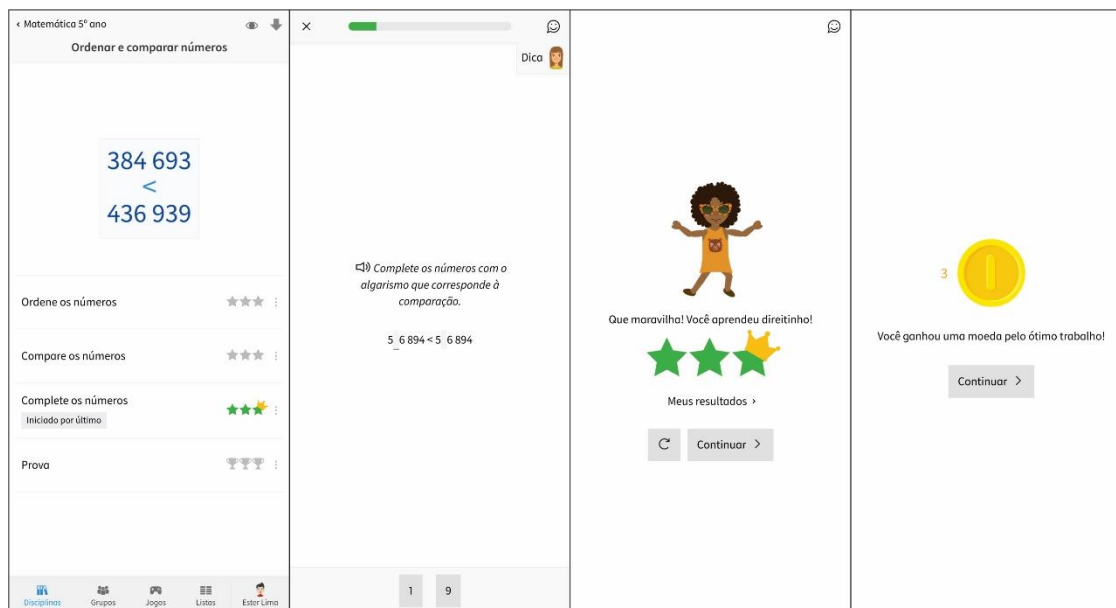 ‹ Matemática 5º ano
Ordenar e comparar números
384 693
<
436 939
Ordene os números
Compare os números
Complete os números
Iniciado por último
Prova
Disciplinas
Grupos
Jogos
Listas
Ester Lima
Dica
Complete os números com o
algarismo que corresponde à
comparação.
5_6 894 < 5 6 894
1
9
Que maravilha! Você aprendeu direitinho!
Meus resultados ›
Continuar >
3
Você ganhou uma moeda pelo ótimo trabalho!
Continuar >